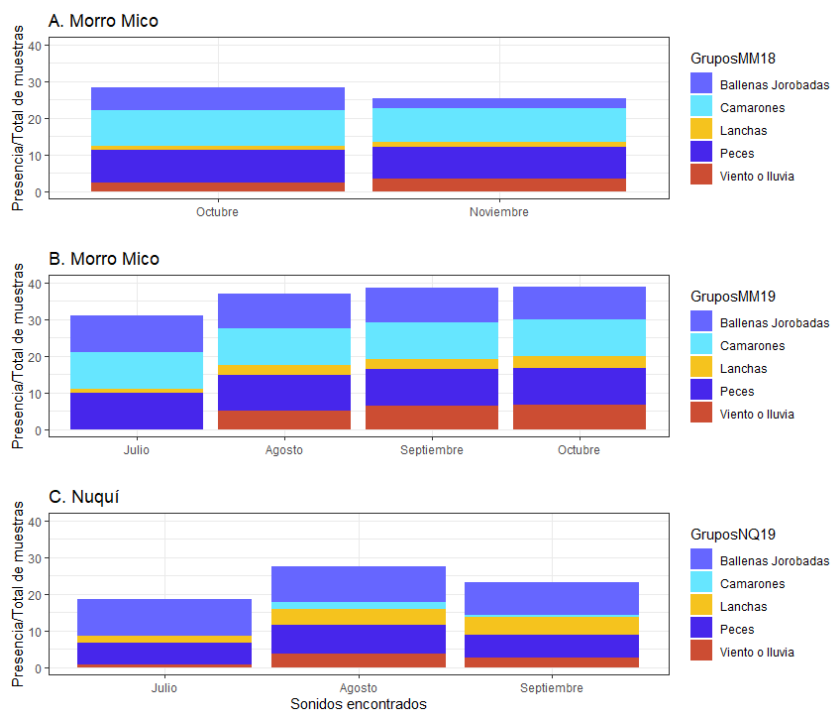 A. Morro Mico
Presencia/Total de muestras
40
30
20
10
0
Octubre
Noviembre
GruposMM18
Ballenas Jorobadas
Camarones
Lanchas
Peces
Viento o lluvia
B. Morro Mico
Presencia/Total de muestras
40
30
20
10
0
Julio
Agosto
Septiembre
Octubre
GruposMM19
Ballenas Jorobadas
Camarones
Lanchas
Peces
Viento o lluvia
C. Nuquí
Presencia/Total de muestras
40
30
20
10
0
Julio
Agosto
Septiembre
Sonidos encontrados
GruposNQ19
Ballenas Jorobadas
Camarones
Lanchas
Peces
Viento o lluvia